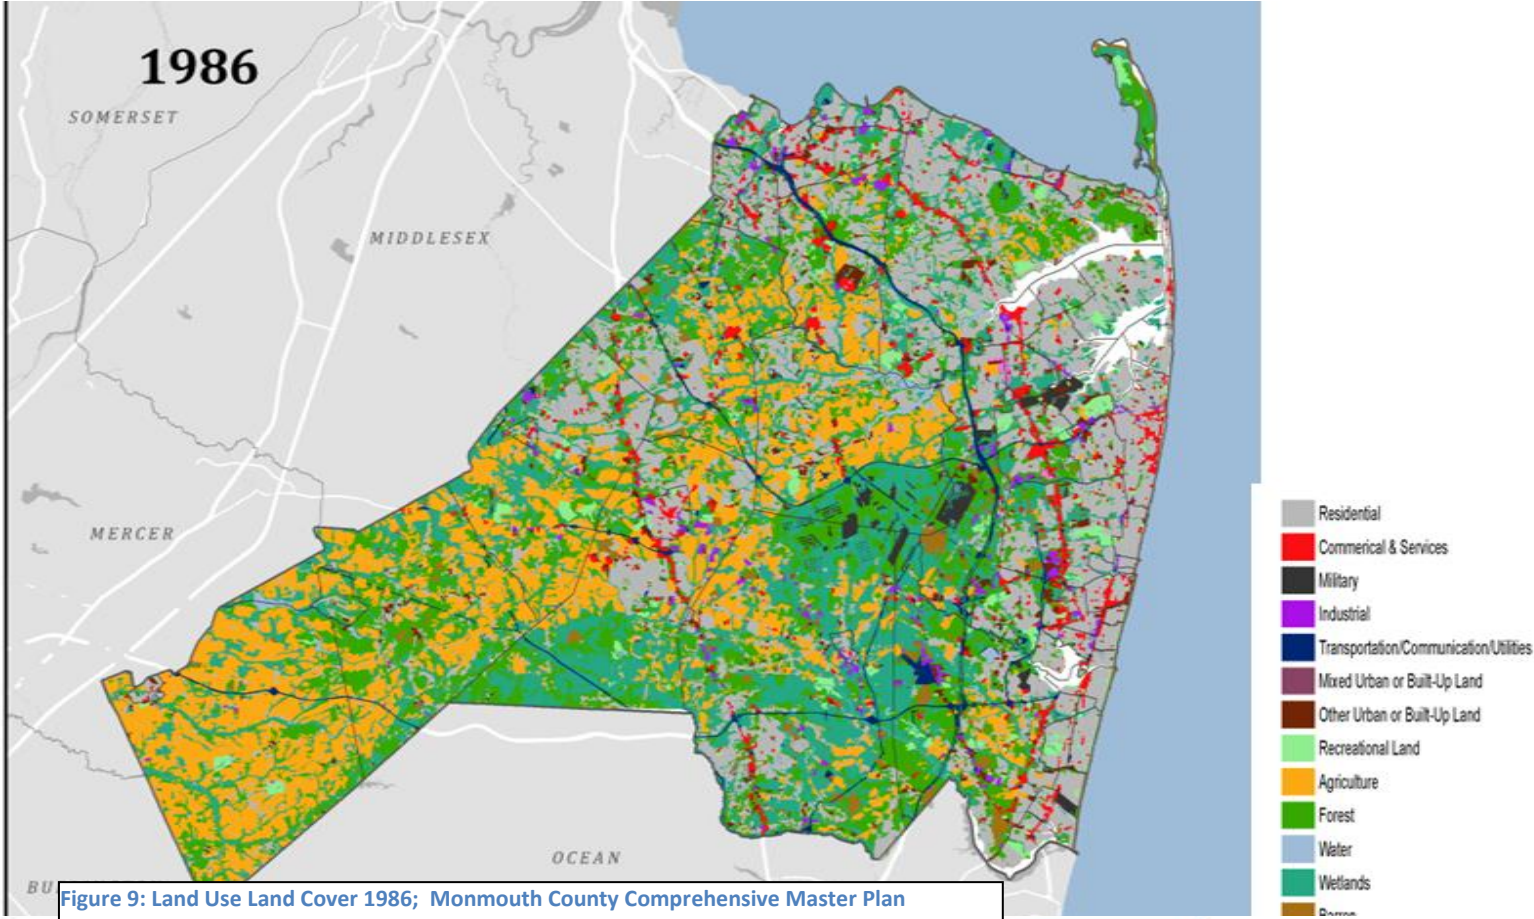 1986
SOMERSET
MIDDLESEX
MERCER
OCEAN
BU
Figure 9: Land Use Land Cover 1986; Monmouth County Comprehensive Master Plan
Residential
Commerical & Services
Military
Industrial
Transportation/Communication/Utilities
Mixed Urban or Built-Up Land
Other Urban or Built-Up Land
Recreational Land
Agriculture
Forest
Water
Wetlands
Barren